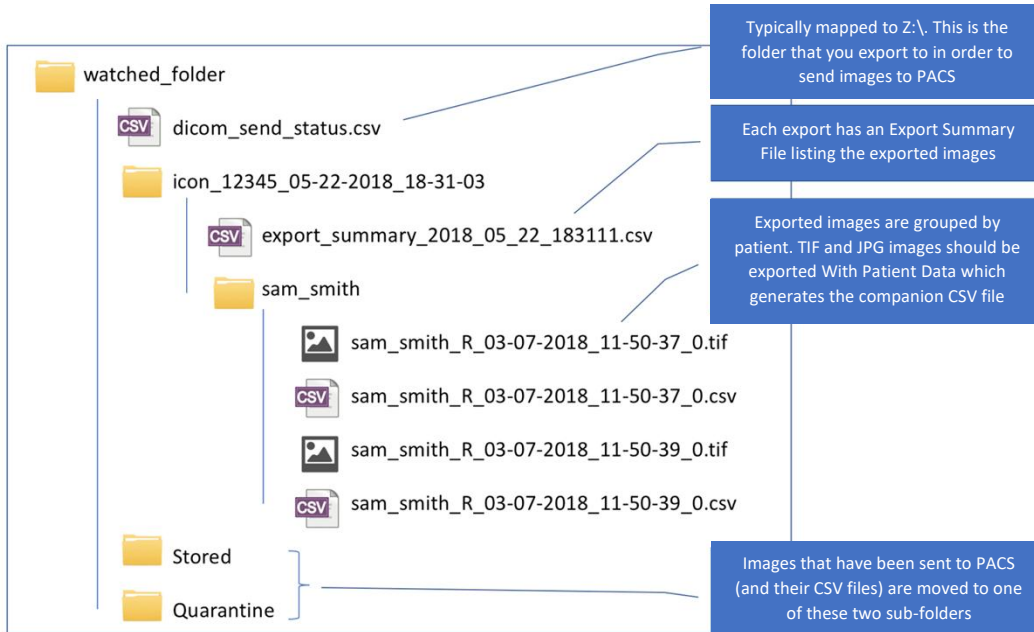 Typically mapped to Z:\. This is the
folder that you export to in order to
send images to PACS
watched_folder
CSV
dicom_send_status.csv
Each export has an Export Summary
File listing the exported images
icon_12345_05-22-2018_18-31-03
CSV
export_summary_2018_05_22_183111.csv
Exported images are grouped by
patient. TIF and JPG images should be
exported With Patient Data which
generates the companion CSV file
sam_smith
sam_smith_R_03-07-2018_11-50-37_0.tif
CSV
sam_smith_R_03-07-2018_11-50-37_0.csv
sam_smith_R_03-07-2018_11-50-39_0.tif
CSV
sam_smith_R_03-07-2018_11-50-39_0.csv
Stored
Quarantine
Images that have been sent to PACS
(and their CSV files) are moved to one
of these two sub-folders